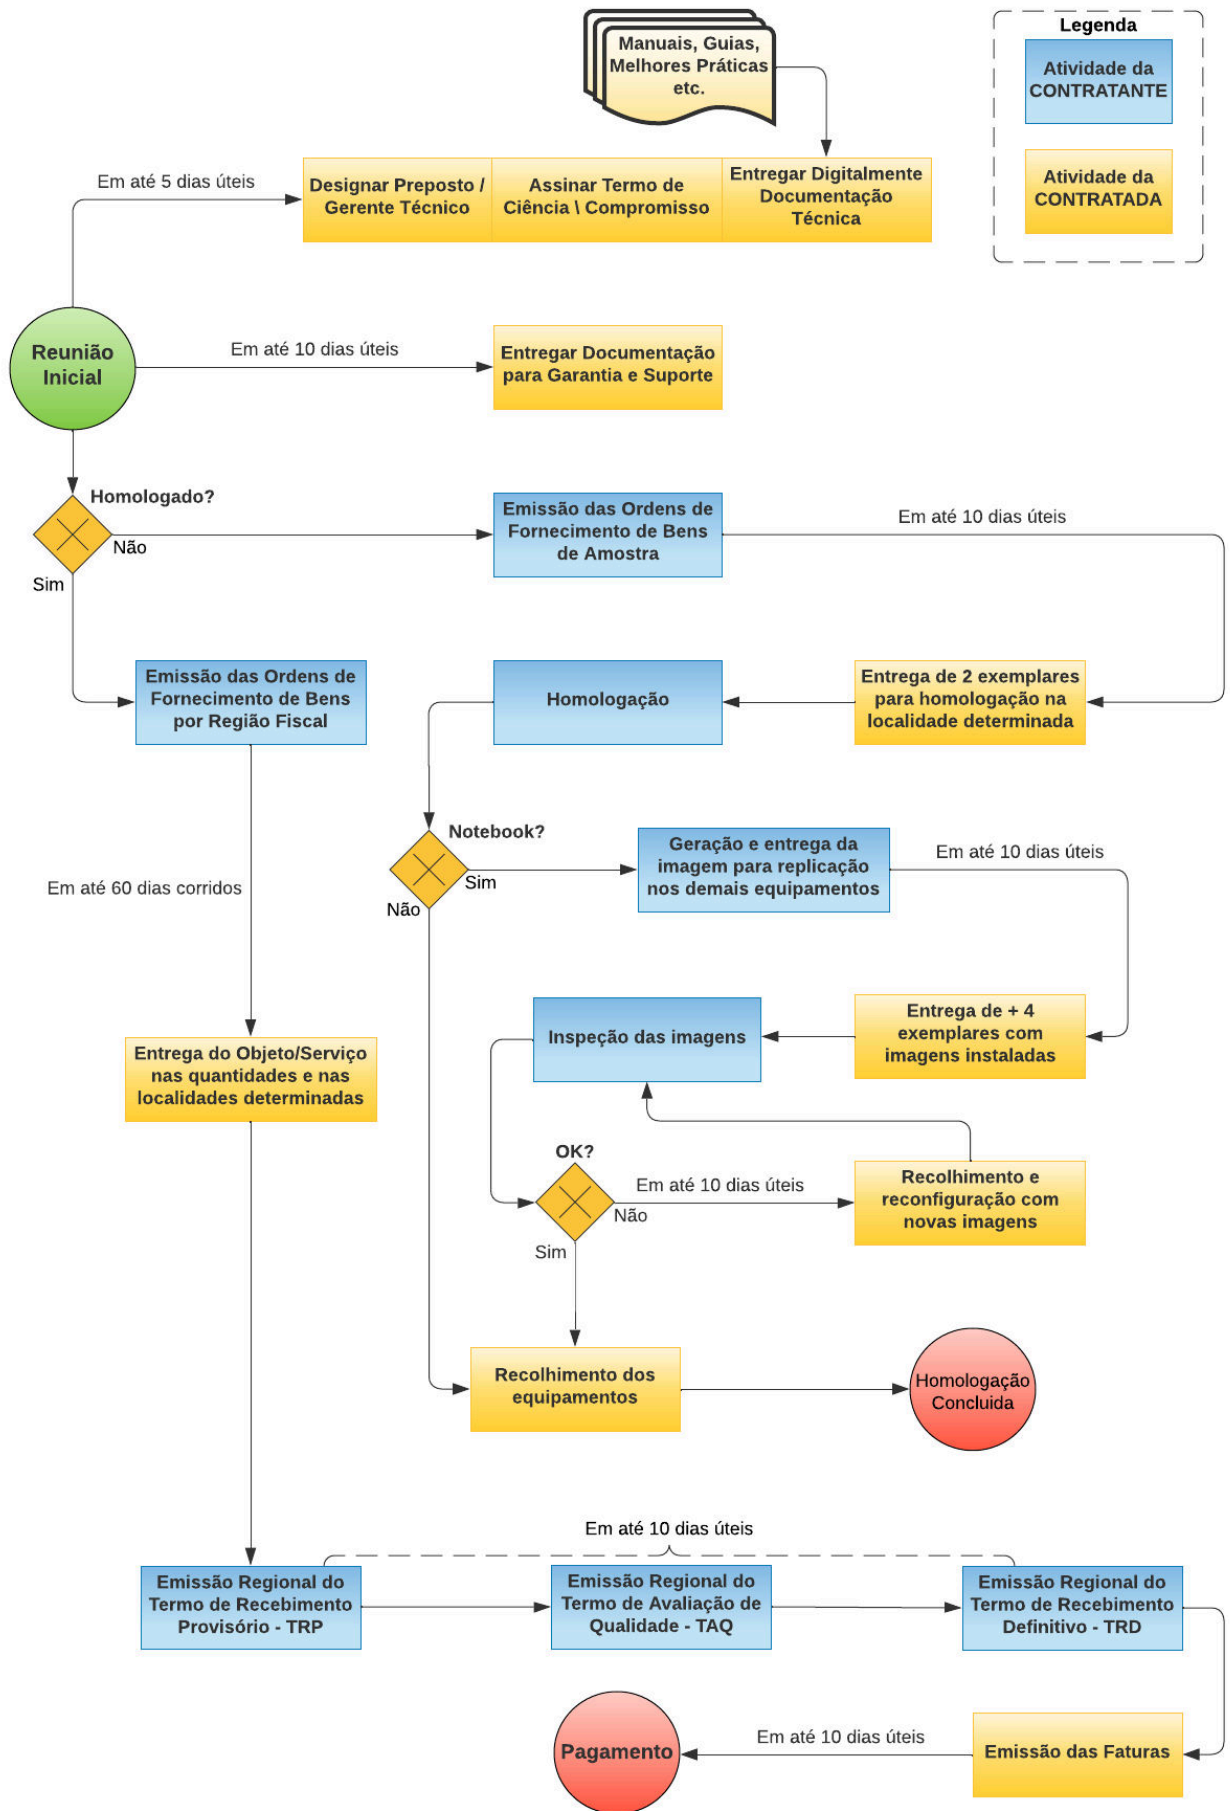 Manuais, Guias,
Melhores Práticas
etc.
Legenda
Atividade da
CONTRATANTE
Atividade da
CONTRATADA
Em até 5 dias úteis
Designar Preposto /
Gerente Técnico
Assinar Termo de
Ciência \ Compromisso
Entregar Digitalmente
Documentação
Técnica
Reunião
Inicial
Em até 10 dias úteis
Entregar Documentação
para Garantia e Suporte
Homologado?
Não
Sim
Emissão das Ordens de
Fornecimento de Bens
de Amostra
Em até 10 dias úteis
Emissão das Ordens de
Fornecimento de Bens
por Região Fiscal
Homologação
Entrega de 2 exemplares
para homologação na
localidade determinada
Notebook?
Sim
Não
Geração e entrega da
imagem para replicação
nos demais equipamentos
Em até 10 dias úteis
Em até 60 dias corridos
Entrega do Objeto/Serviço
nas quantidades e nas
localidades determinadas
Inspeção das imagens
Entrega de + 4
exemplares com
imagens instaladas
OK?
Em até 10 dias úteis
Não
Sim
Recolhimento e
reconfiguração com
novas imagens
Recolhimento dos
equipamentos
Homologação
Concluida
Em até 10 dias úteis
Emissão Regional do
Termo de Recebimento
Provisório - TRP
Emissão Regional do
Termo de Avaliação de
Qualidade - TAQ
Emissão Regional do
Termo de Recebimento
Definitivo - TRD
Pagamento
Em até 10 dias úteis
Emissão das Faturas